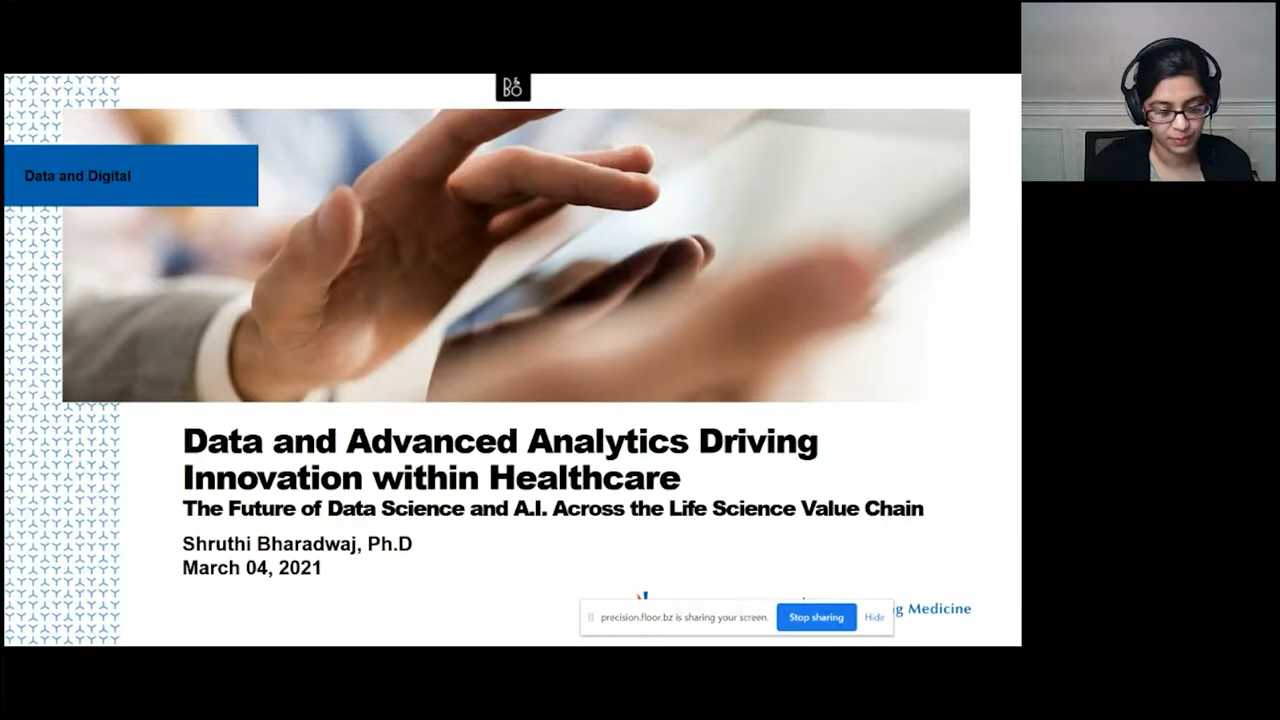 D&
BO
Data and Digital
Data and Advanced Analytics Driving
Innovation within Healthcare
The Future of Data Science and A.I. Across the Life Science Value Chain
Shruthi Bharadwaj, Ph.D
March 04, 2021
precision.floor.bz is sharing your screen.
Stop sharing
Hide
Medicine